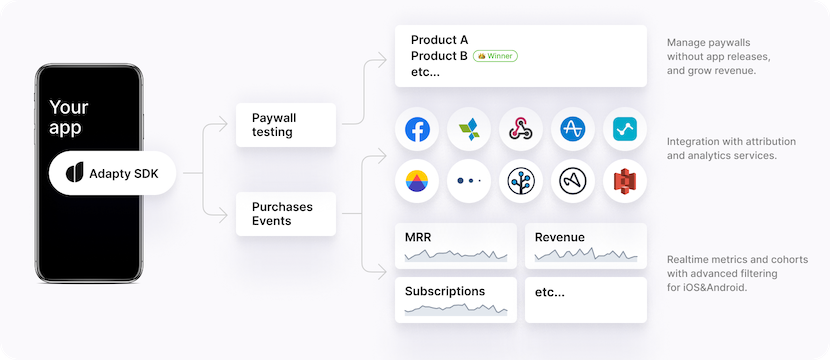 Your
app
Adapty SDK
Paywall
testing
Purchases
Events
Product A
Product B
Winner
etc...
Manage paywalls
without app releases,
and grow revenue.
Integration with attribution
and analytics services.
MRR
Revenue
Subscriptions
etc...
Realtime metrics and cohorts
with advanced filtering
for iOS&Android.